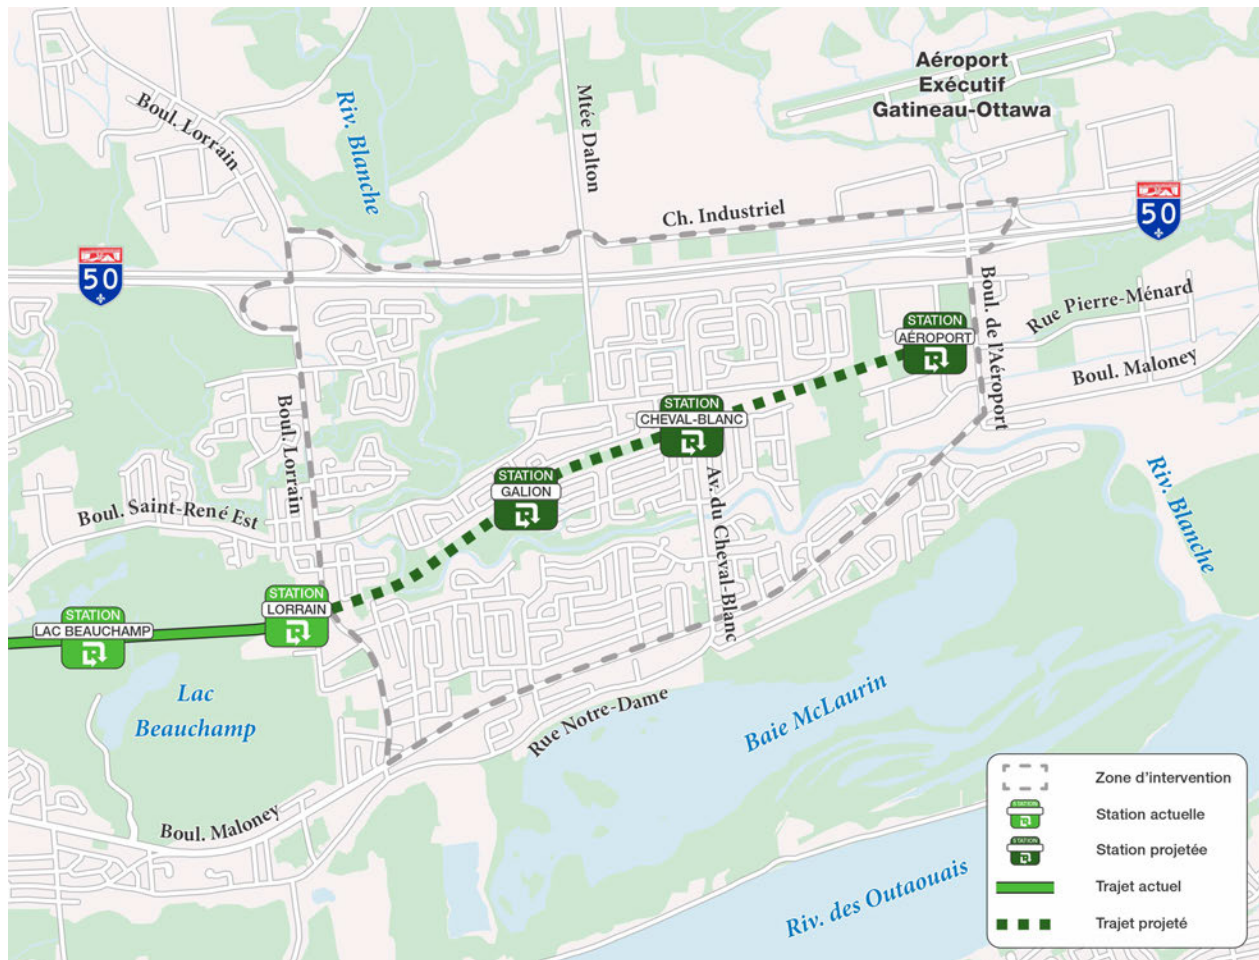 Aéroport
Exécutif
Gatineau-Ottawa
Boul. Lorrain
Riv. Blanche
Mtée Dalton
Ch. Industriel
50
50
Boul. de l'Aéroport
Rue Pierre-Ménard
Boul. Maloney
STATION
AÉROPORT
STATION
CHEVAL-BLANC
STATION
GALION
Boul. Lorrain
Boul. Saint-René Est
Av. du Cheval-Blanc
Riv. Blanche
STATION
LORRAIN
STATION
LAC BEAUCHAMP
Lac
Beauchamp
Rue Notre-Dame
Baie McLaurin
Boul. Maloney
Riv. des Outaouais
Zone d'intervention
STATION
Station actuelle
STATION
Station projetée
Trajet actuel
Trajet projeté